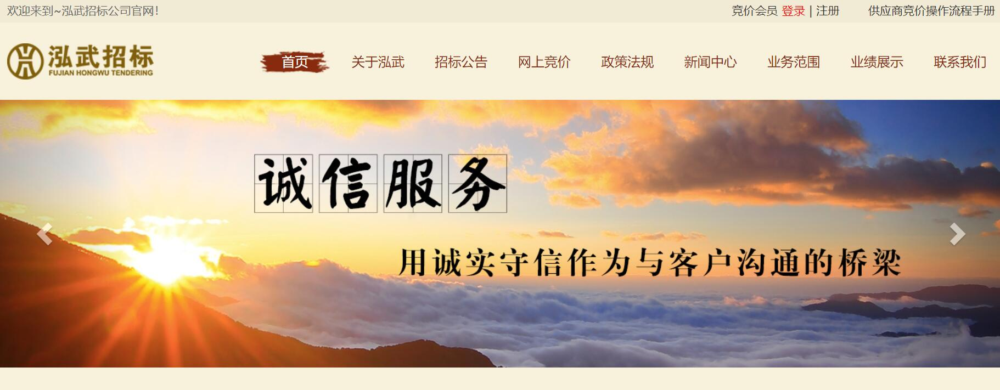 欢迎来到~泓武招标公司官网！
竞价会员 登录 | 注册 供应商竞价操作流程手册
泓武招标
FUJIAN HONGWU TENDERING
首页 关于泓武 招标公告 网上竞价 政策法规 新闻中心 业务范围 业绩展示 联系我们
诚信服务
用诚实守信作为与客户沟通的桥梁